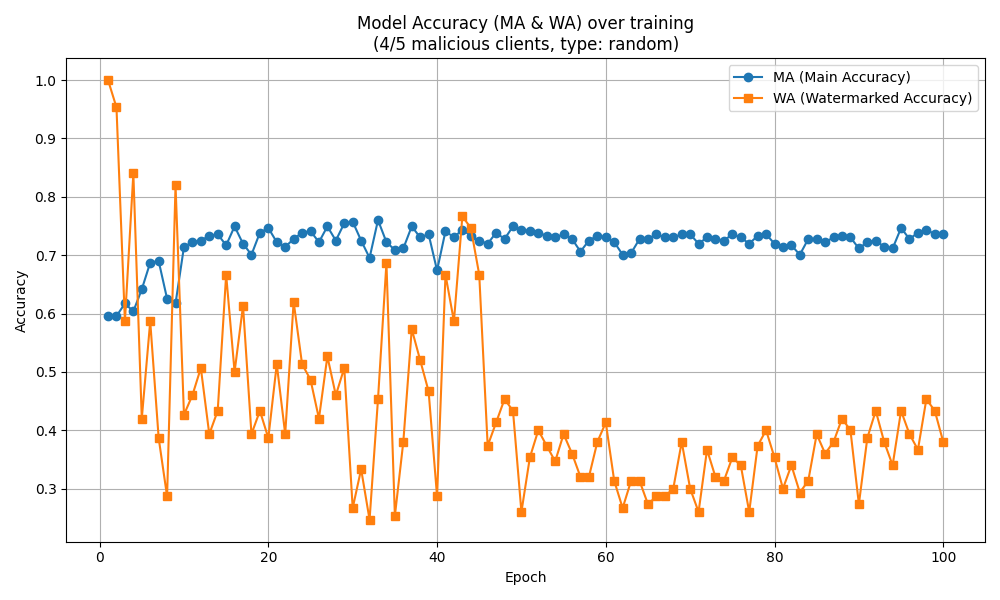 Model Accuracy (MA & WA) over training
(4/5 malicious clients, type: random)
MA (Main Accuracy)
WA (Watermarked Accuracy)
Accuracy
1.0
0.9
0.8
0.7
0.6
0.5
0.4
0.3
0 20 40 60 80 100
Epoch